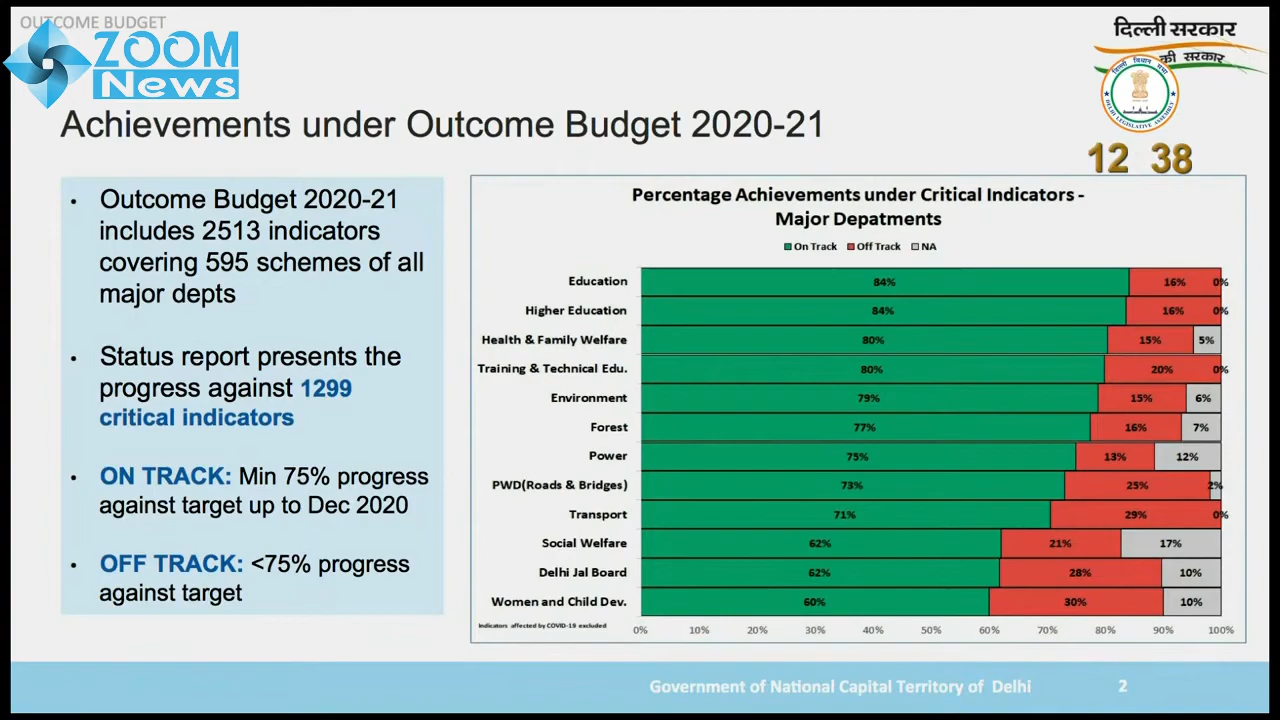 OUTCOME BUDGET
ZOOM
News
दिल्ली सरकार
की सरकार
12 38
Achievements under Outcome Budget 2020-21
• Outcome Budget 2020-21
includes 2513 indicators
covering 595 schemes of all
major depts
• Status report presents the
progress against 1299
critical indicators
• ON TRACK: Min 75% progress
against target up to Dec 2020
• OFF TRACK: <75% progress
against target
Percentage Achievements under Critical Indicators -
Major Depatments
On Track Off Track NA
Education 84% 16% 0%
Higher Education 84% 16% 0%
Health & Family Welfare 80% 15% 5%
Training & Technical Edu. 80% 20% 0%
Environment 79% 15% 6%
Forest 77% 16% 7%
Power 75% 13% 12%
PWD(Roads & Bridges) 73% 25% 2%
Transport 71% 29% 0%
Social Welfare 62% 21% 17%
Delhi Jal Board 62% 28% 10%
Women and Child Dev. 60% 30% 10%
Indicators affected by COVID-19 excluded
0% 10% 20% 30% 40% 50% 60% 70% 80% 90% 100%
Government of National Capital Territory of Delhi 2